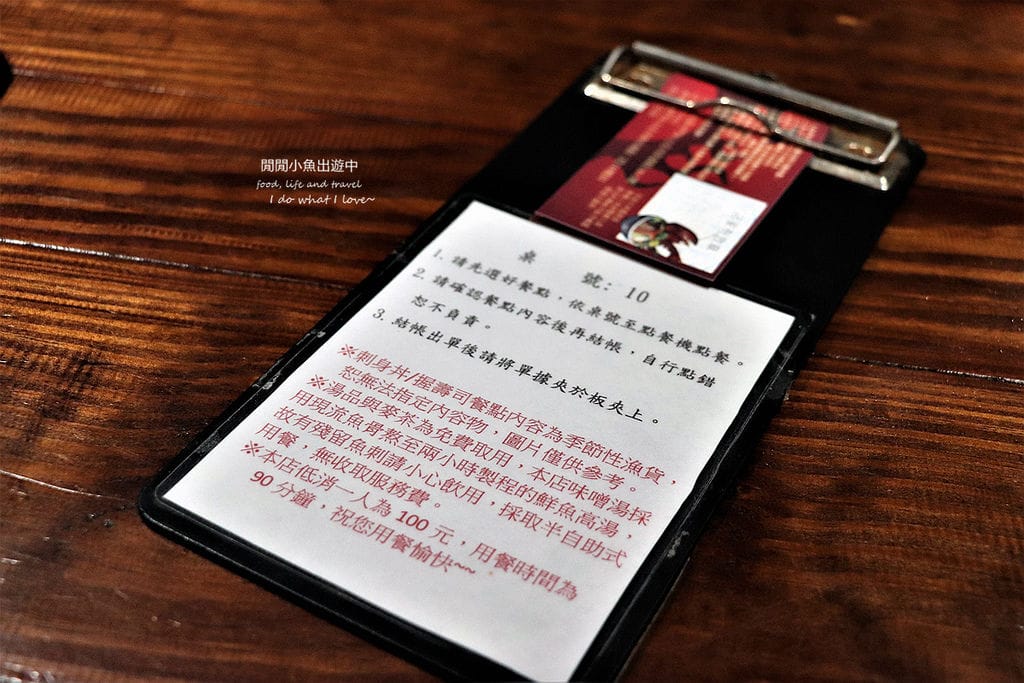 閒閒小魚出遊中
food, life and travel
I do what I love~
桌 號: 10
1. 請先選好餐點，依桌號至點餐機點餐。
2. 請確認餐點內容後再結帳，自行點錯
恕不負責。
3. 結帳出單後請將單據夾於板夾上。
※刺身丼/握壽司餐點內容為季節性漁貨，
恕無法指定內容物，圖片僅供參考。
※湯品與麥茶為免費取用，本店味噌湯採
用現流魚骨熬至兩小時製程的鮮魚高湯，
故有殘留魚刺請小心飲用，採取半自助式
用餐，無收取服務費。
※本店低消一人為 100 元，用餐時間為
90 分鐘，祝您用餐愉快~~